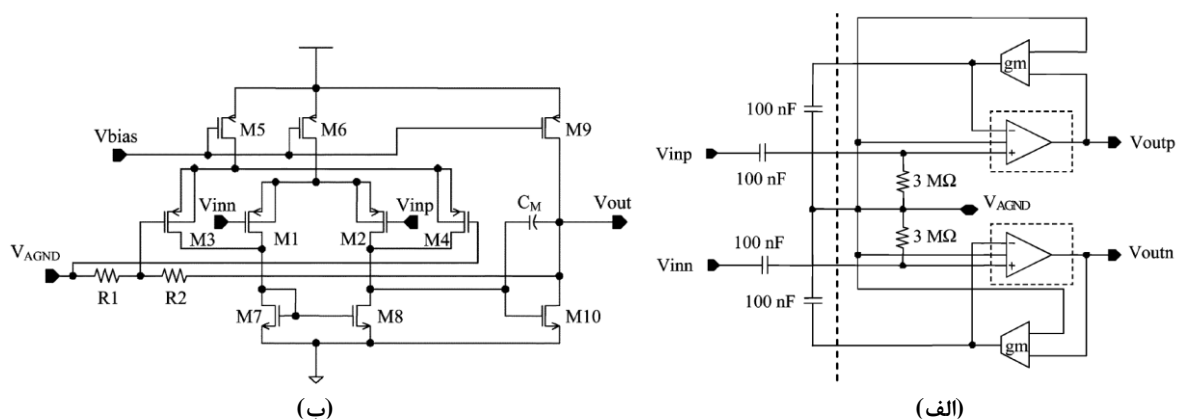 Vbias
M5
M6
M9
Vinn
Vinp
C_M
Vout
M3
M1
M2
M4
V_AGND
R1
R2
M7
M8
M10
(ب)
gm
100 nF
Voutp
Vinp
100 nF
3 MΩ
V_AGND
3 MΩ
100 nF
Vinn
Voutn
100 nF
gm
(الف)